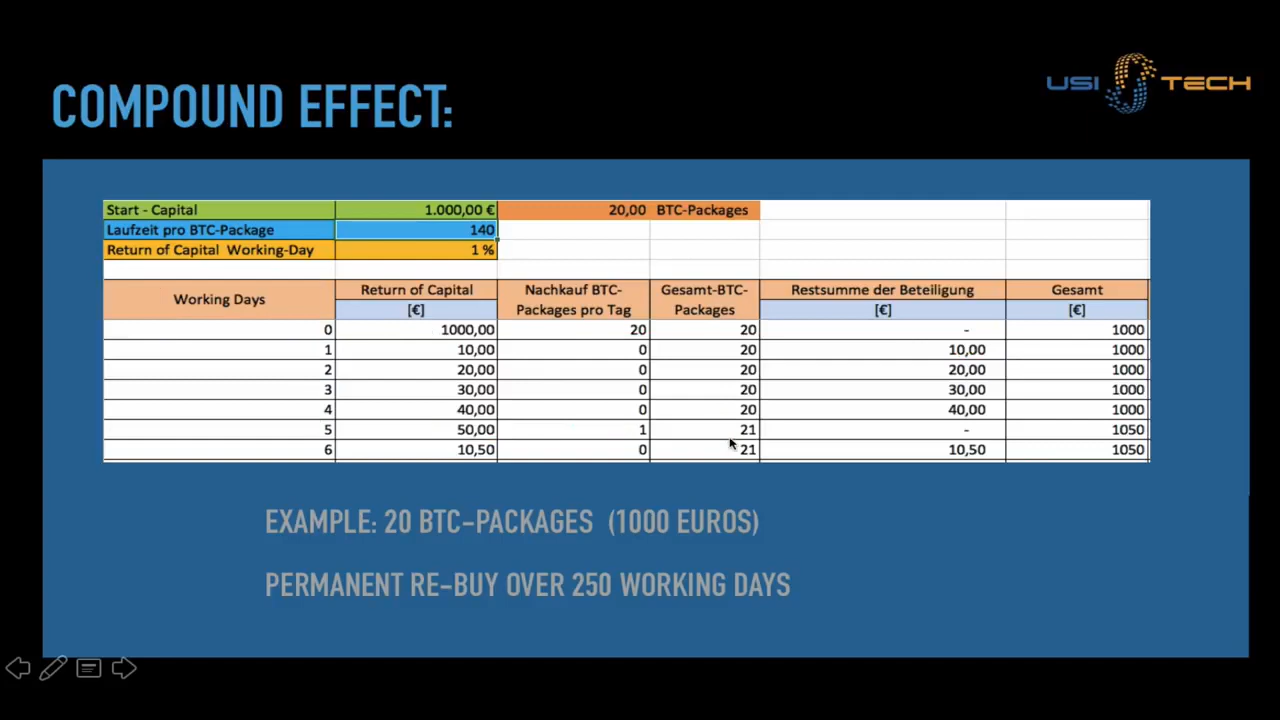 USI TECH
COMPOUND EFFECT:
Start - Capital 1.000,00 € 20,00 BTC-Packages
Laufzeit pro BTC-Package 140
Return of Capital Working-Day 1 %
Working Days Return of Capital [€] Nachkauf BTC-Packages pro Tag Gesamt-BTC-Packages Restsumme der Beteiligung [€] Gesamt [€]
0 1000,00 20 20 - 1000
1 10,00 0 20 10,00 1000
2 20,00 0 20 20,00 1000
3 30,00 0 20 30,00 1000
4 40,00 0 20 40,00 1000
5 50,00 1 21 - 1050
6 10,50 0 21 10,50 1050
EXAMPLE: 20 BTC-PACKAGES (1000 EUROS)
PERMANENT RE-BUY OVER 250 WORKING DAYS